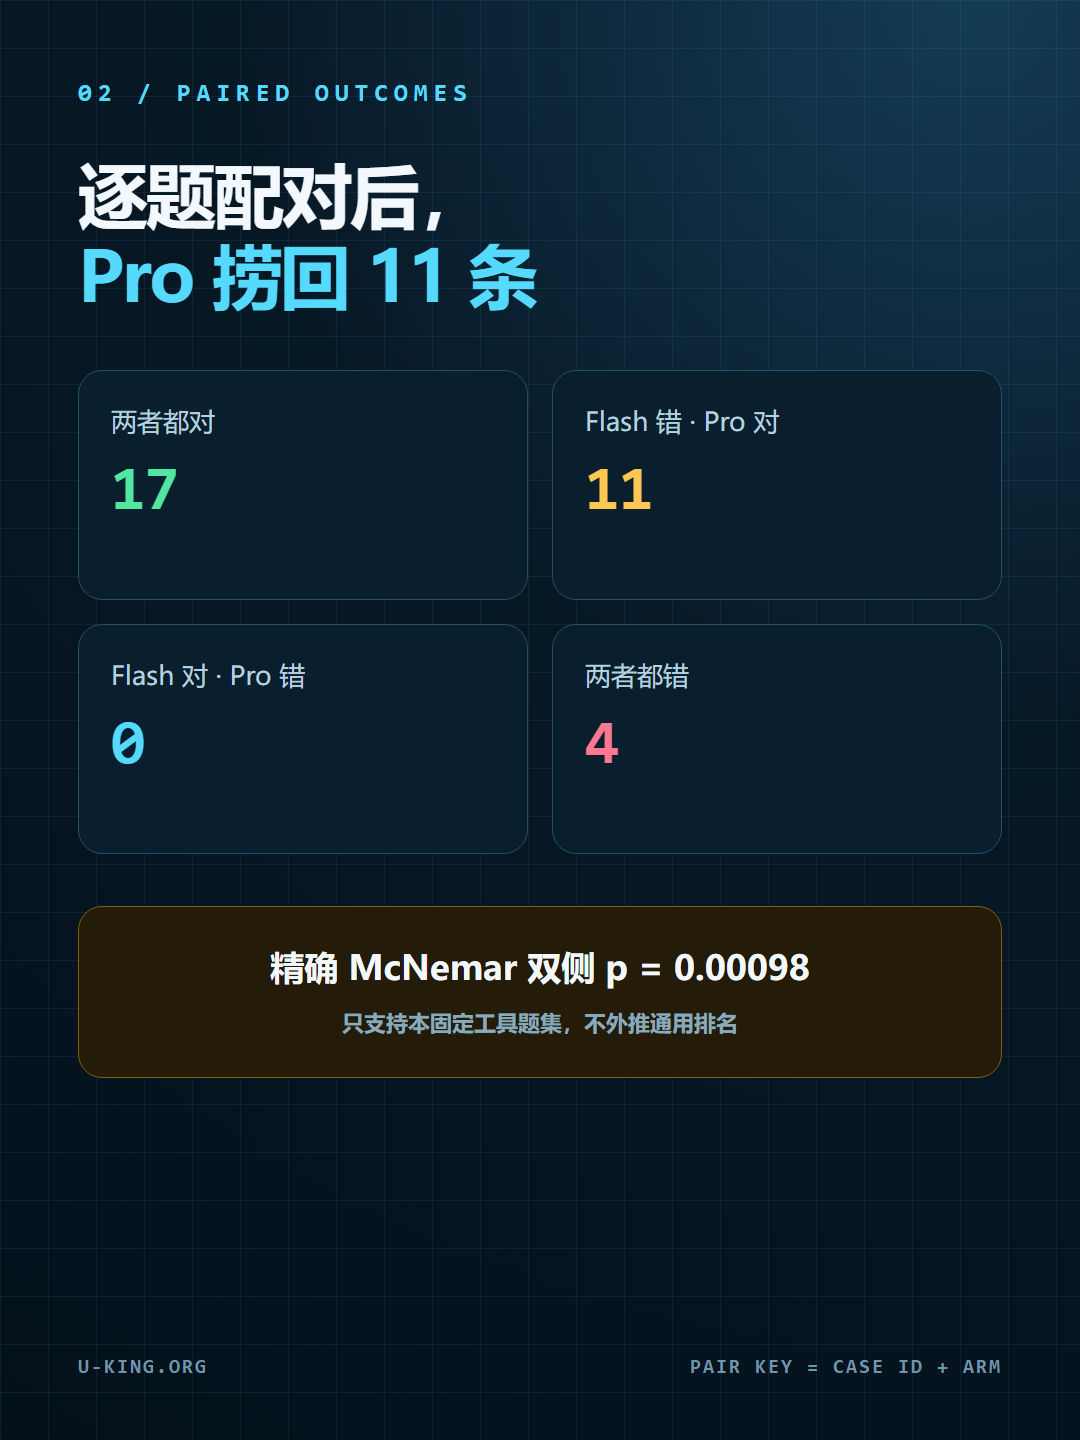 02 / PAIRED OUTCOMES
逐题配对后，
Pro 捞回 11 条
两者都对
17
Flash 错 · Pro 对
11
Flash 对 · Pro 错
0
两者都错
4
精确 McNemar 双侧 p = 0.00098
只支持本固定工具题集，不外推通用排名
U-KING.ORG
PAIR KEY = CASE ID + ARM